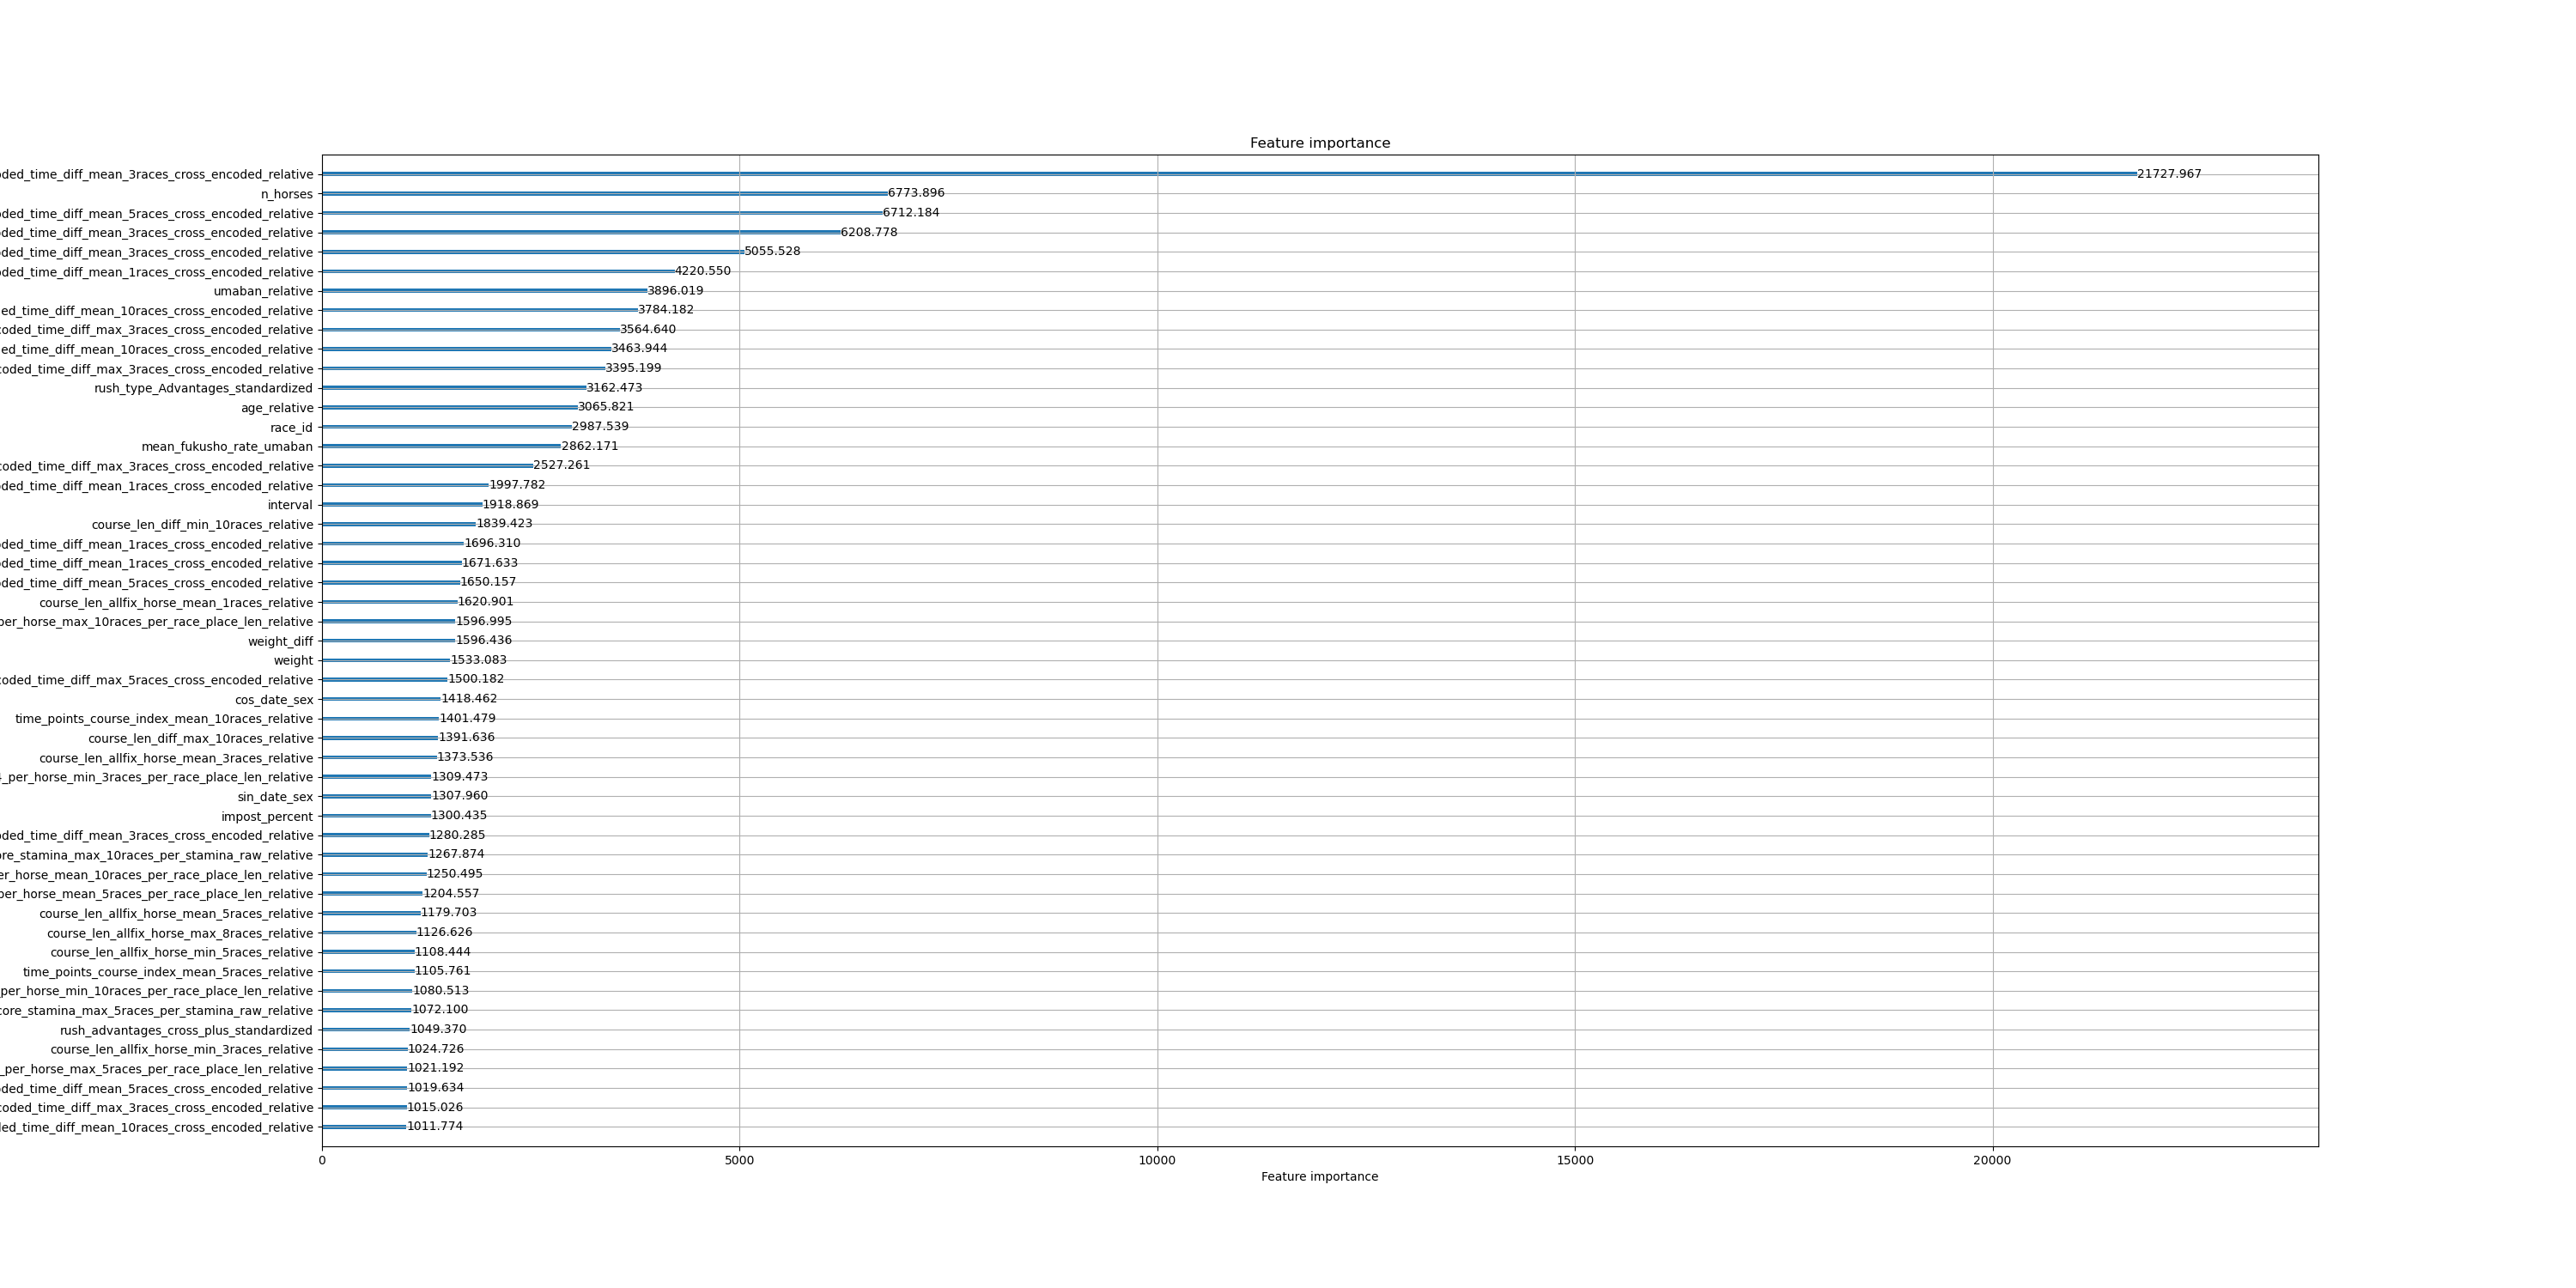 Feature importance
oded_time_diff_mean_3races_cross_encoded_relative 21727.967
n_horses 6773.896
oded_time_diff_mean_5races_cross_encoded_relative 6712.184
oded_time_diff_mean_3races_cross_encoded_relative 6208.778
oded_time_diff_mean_3races_cross_encoded_relative 5055.528
oded_time_diff_mean_1races_cross_encoded_relative 4220.550
umaban_relative 3896.019
ed_time_diff_mean_10races_cross_encoded_relative 3784.182
coded_time_diff_max_3races_cross_encoded_relative 3564.640
ed_time_diff_mean_10races_cross_encoded_relative 3463.944
coded_time_diff_max_3races_cross_encoded_relative 3395.199
rush_type_Advantages_standardized 3162.473
age_relative 3065.821
race_id 2987.539
mean_fukusho_rate_umaban 2862.171
coded_time_diff_max_3races_cross_encoded_relative 2527.261
oded_time_diff_mean_1races_cross_encoded_relative 1997.782
interval 1918.869
course_len_diff_min_10races_relative 1839.423
oded_time_diff_mean_1races_cross_encoded_relative 1696.310
oded_time_diff_mean_1races_cross_encoded_relative 1671.633
oded_time_diff_mean_5races_cross_encoded_relative 1650.157
course_len_allfix_horse_mean_1races_relative 1620.901
per_horse_max_10races_per_race_place_len_relative 1596.995
weight_diff 1596.436
weight 1533.083
coded_time_diff_max_5races_cross_encoded_relative 1500.182
cos_date_sex 1418.462
time_points_course_index_mean_10races_relative 1401.479
course_len_diff_max_10races_relative 1391.636
course_len_allfix_horse_mean_3races_relative 1373.536
_per_horse_min_3races_per_race_place_len_relative 1309.473
sin_date_sex 1307.960
impost_percent 1300.435
oded_time_diff_mean_3races_cross_encoded_relative 1280.285
ore_stamina_max_10races_per_stamina_raw_relative 1267.874
er_horse_mean_10races_per_race_place_len_relative 1250.495
per_horse_mean_5races_per_race_place_len_relative 1204.557
course_len_allfix_horse_mean_5races_relative 1179.703
course_len_allfix_horse_max_8races_relative 1126.626
course_len_allfix_horse_min_5races_relative 1108.444
time_points_course_index_mean_5races_relative 1105.761
per_horse_min_10races_per_race_place_len_relative 1080.513
core_stamina_max_5races_per_stamina_raw_relative 1072.100
rush_advantages_cross_plus_standardized 1049.370
course_len_allfix_horse_min_3races_relative 1024.726
_per_horse_max_5races_per_race_place_len_relative 1021.192
oded_time_diff_mean_5races_cross_encoded_relative 1019.634
coded_time_diff_max_3races_cross_encoded_relative 1015.026
ded_time_diff_mean_10races_cross_encoded_relative 1011.774
0 5000 10000 15000 20000
Feature importance